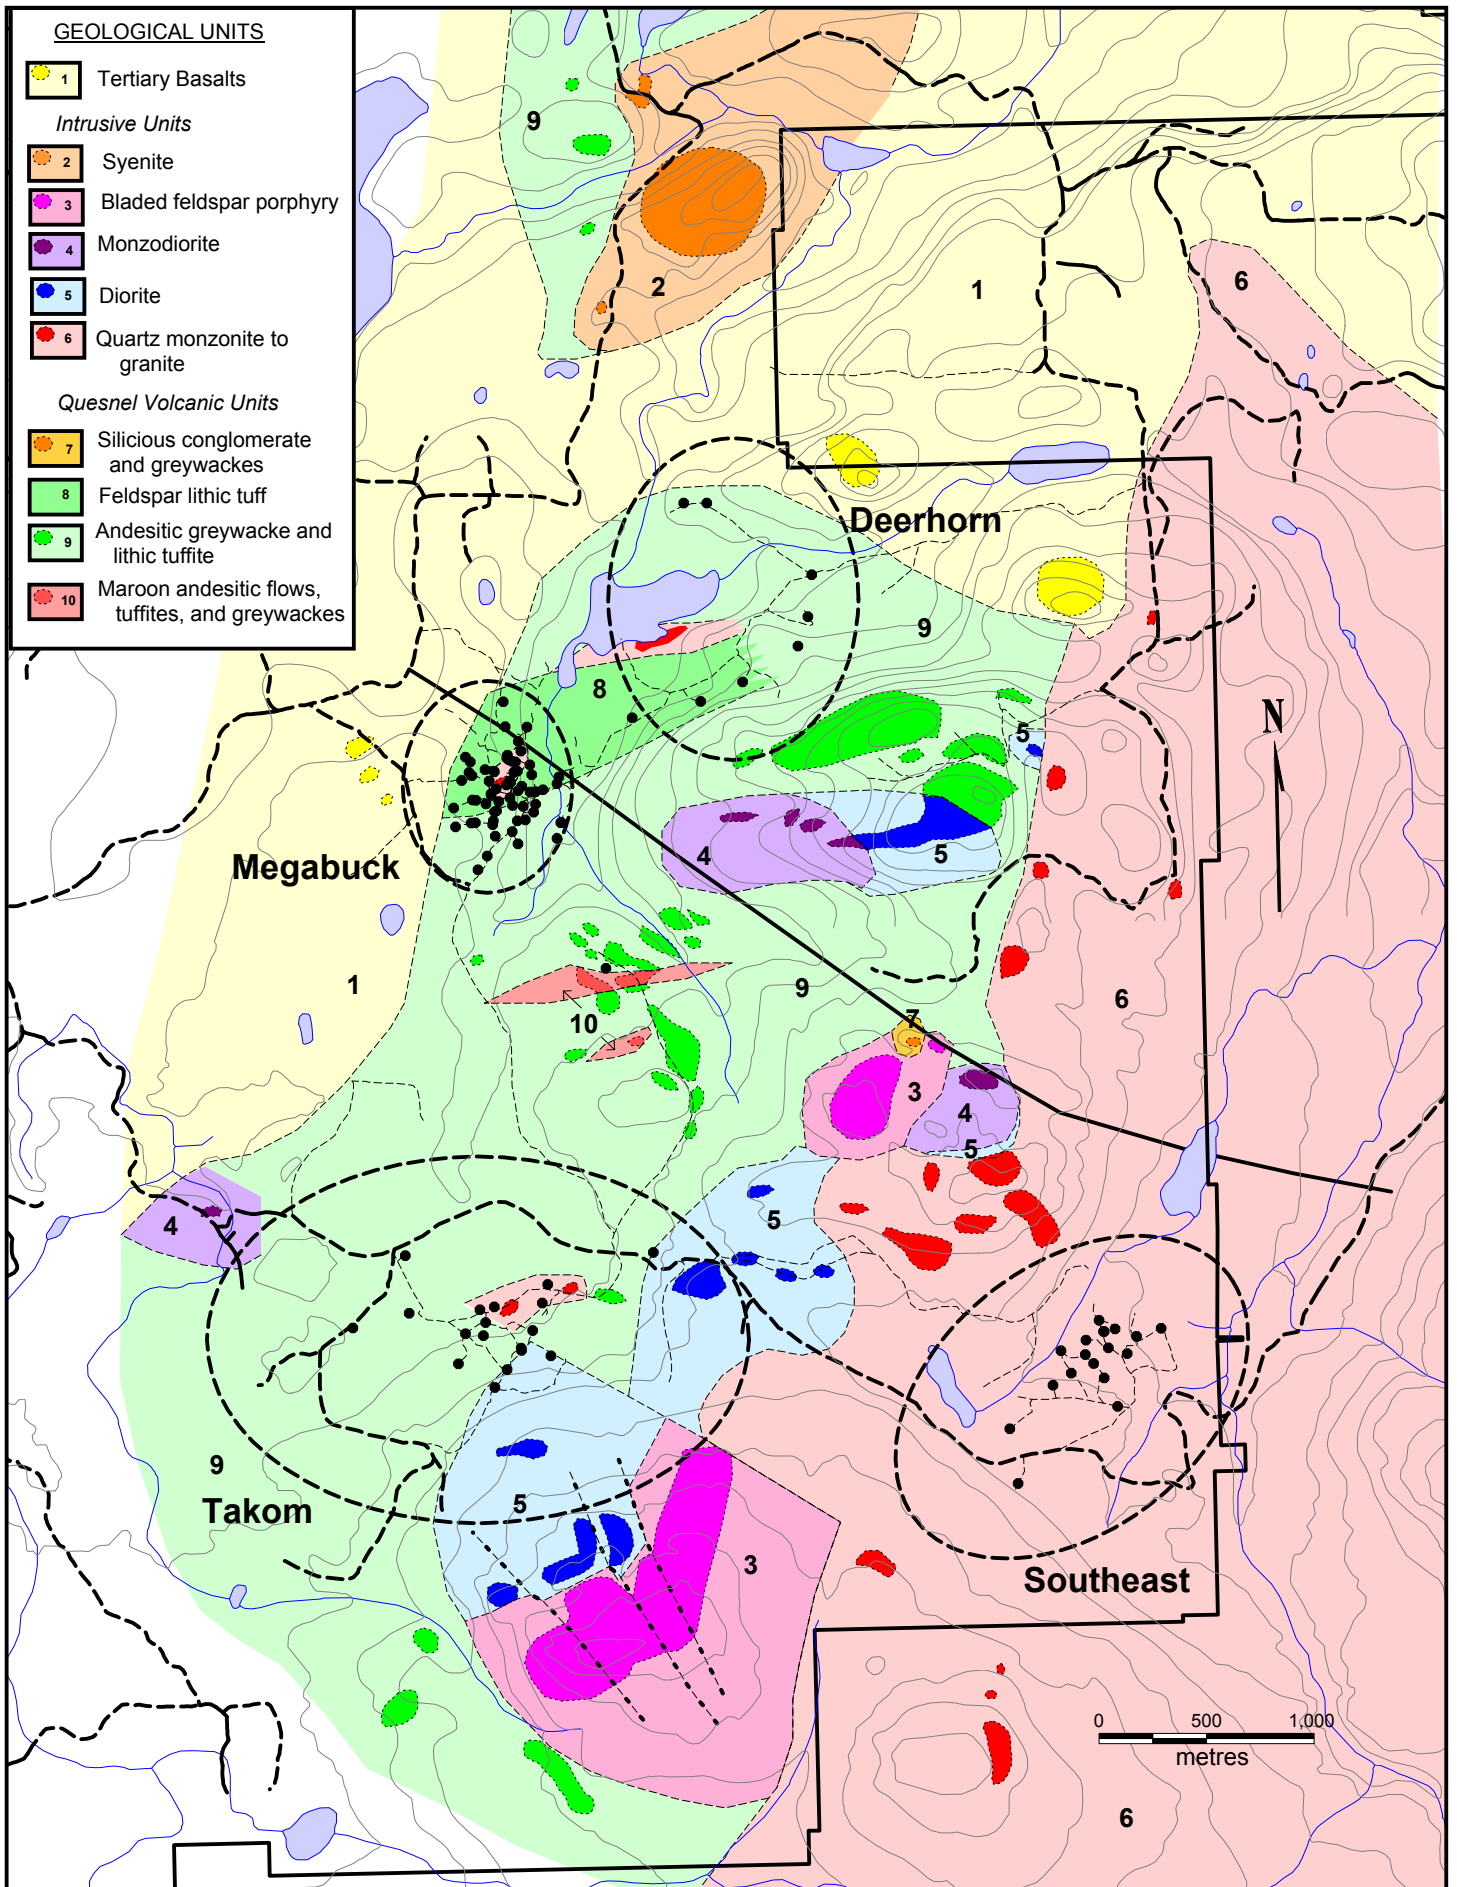 GEOLOGICAL UNITS
1 Tertiary Basalts
Intrusive Units
2 Syenite
3 Bladed feldspar porphyry
4 Monzodiorite
5 Diorite
6 Quartz monzonite to
granite
Quesnel Volcanic Units
7 Silicious conglomerate
and greywackes
8 Feldspar lithic tuff
9 Andesitic greywacke and
lithic tuffite
10 Maroon andesitic flows,
tuffites, and greywackes
9
2
1
6
Deerhorn
9
8
N
5
4
5
Megabuck
1
9
6
7
10
3
4
5
4
5
9
Takom
5
3
Southeast
0 500 1,000
metres
6